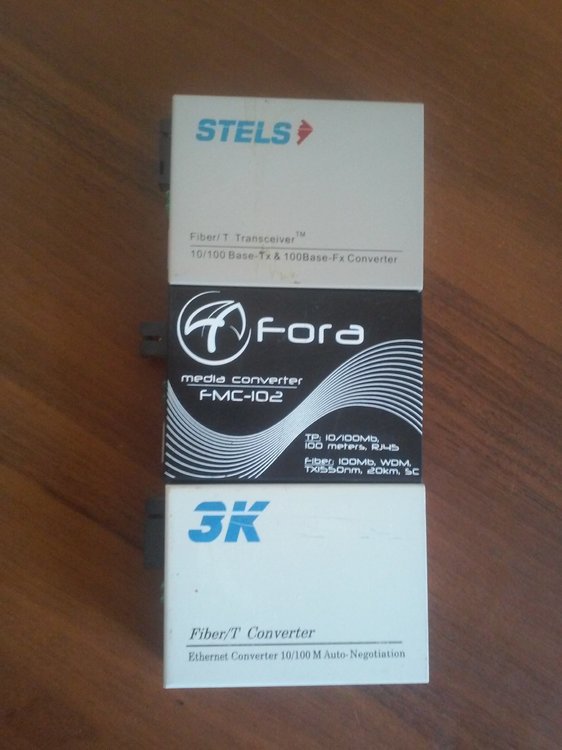 STELS
Fiber/T Transceiver™
10/100 Base-Tx & 100Base-Fx Converter
Fora
media converter
FMC-102
TP: 10/100Mb,
100 meters, RJ45
Fiber: 100Mb, WDM,
TX1550nm, 20km, SC
3K
Fiber/T Converter
Ethernet Converter 10/100 M Auto-Negotiation